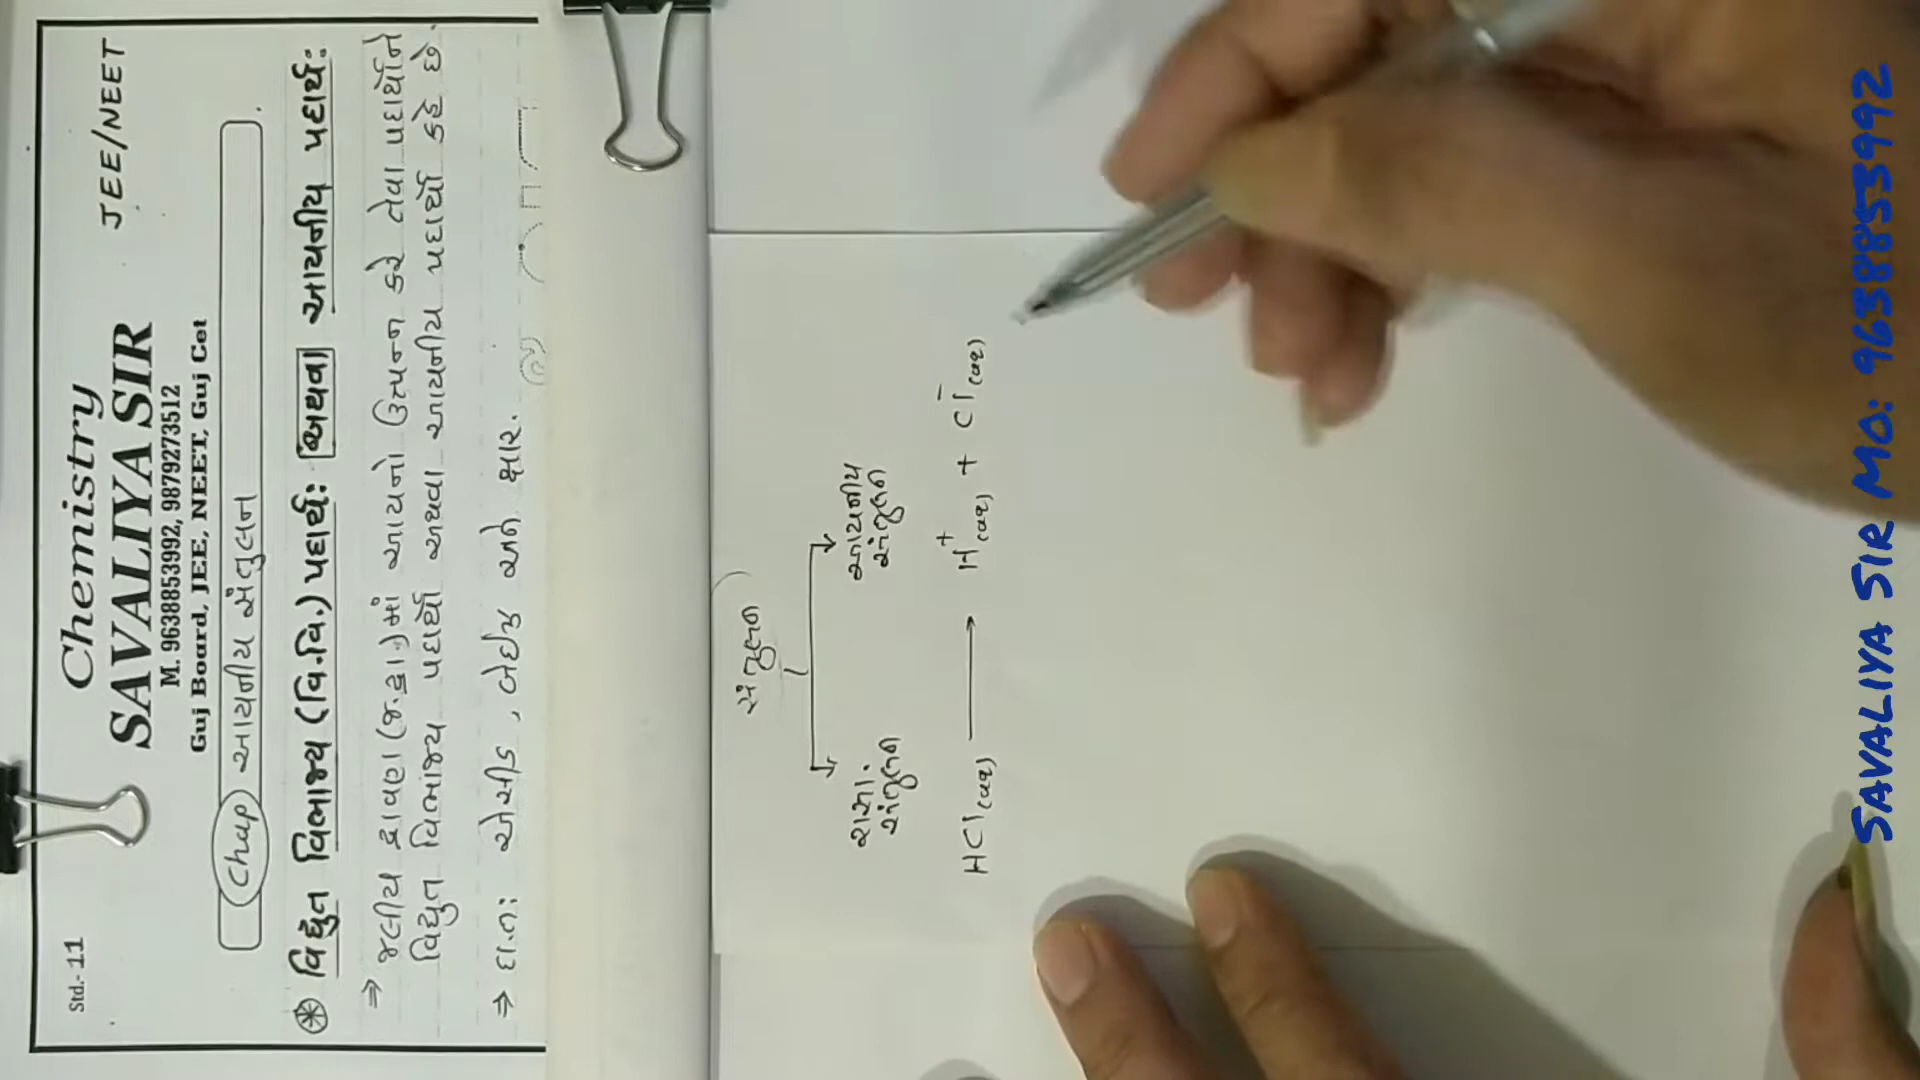 Std.- 11
Chemistry
JEE/NEET
SAVALIYA SIR
M. 9638853992, 9879273512
Guj Board, JEE, NEET, Guj Cet
Chap આયનીય સંતુલન
વિદ્યુત વિભાજ્ય (વિ.વિ.) પદાર્થ: અથવા આયનીય પદાર્થ:
⇒ જલીય દ્રાવણ (જ.દ્રા.)માં આયનો ઉત્પન્ન કરે તેવા પદાર્થોને
વિદ્યુત વિભાજ્ય પદાર્થો અથવા આયનીય પદાર્થો કહે છે.
⇒ દા.ત: એસીડ, બેઈઝ અને ક્ષાર.
સંતુલન
રાસા. સંતુલન
આયનીય સંતુલન
HCl(aq) ⟶ H⁺(aq) + Cl⁻(aq)
SAVALIYA SIR MO: 9638853992